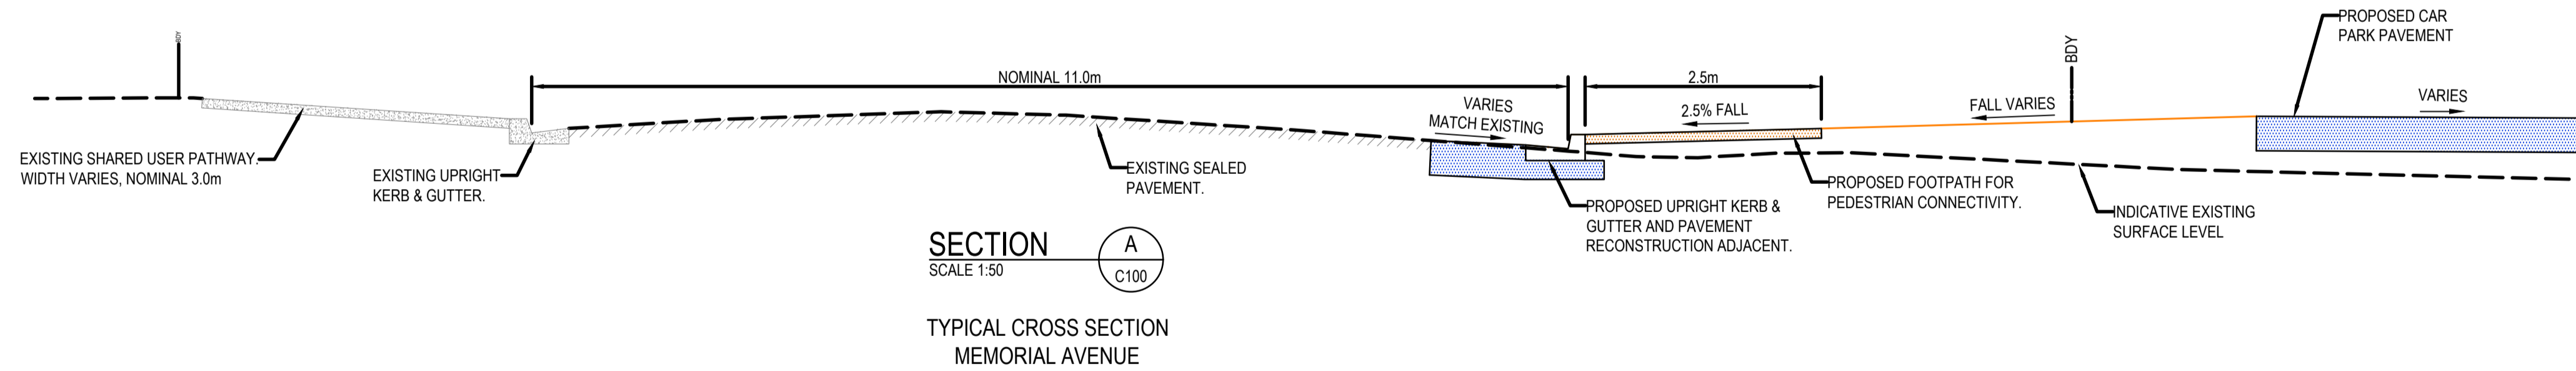 BDY
EXISTING SHARED USER PATHWAY.
WIDTH VARIES, NOMINAL 3.0m
EXISTING UPRIGHT
KERB & GUTTER.
NOMINAL 11.0m
EXISTING SEALED
PAVEMENT.
VARIES
MATCH EXISTING
2.5m
2.5% FALL
PROPOSED UPRIGHT KERB &
GUTTER AND PAVEMENT
RECONSTRUCTION ADJACENT.
PROPOSED FOOTPATH FOR
PEDESTRIAN CONNECTIVITY.
FALL VARIES
BDY
INDICATIVE EXISTING
SURFACE LEVEL
PROPOSED CAR
PARK PAVEMENT
VARIES
SECTION
SCALE 1:50
A
C100
TYPICAL CROSS SECTION
MEMORIAL AVENUE